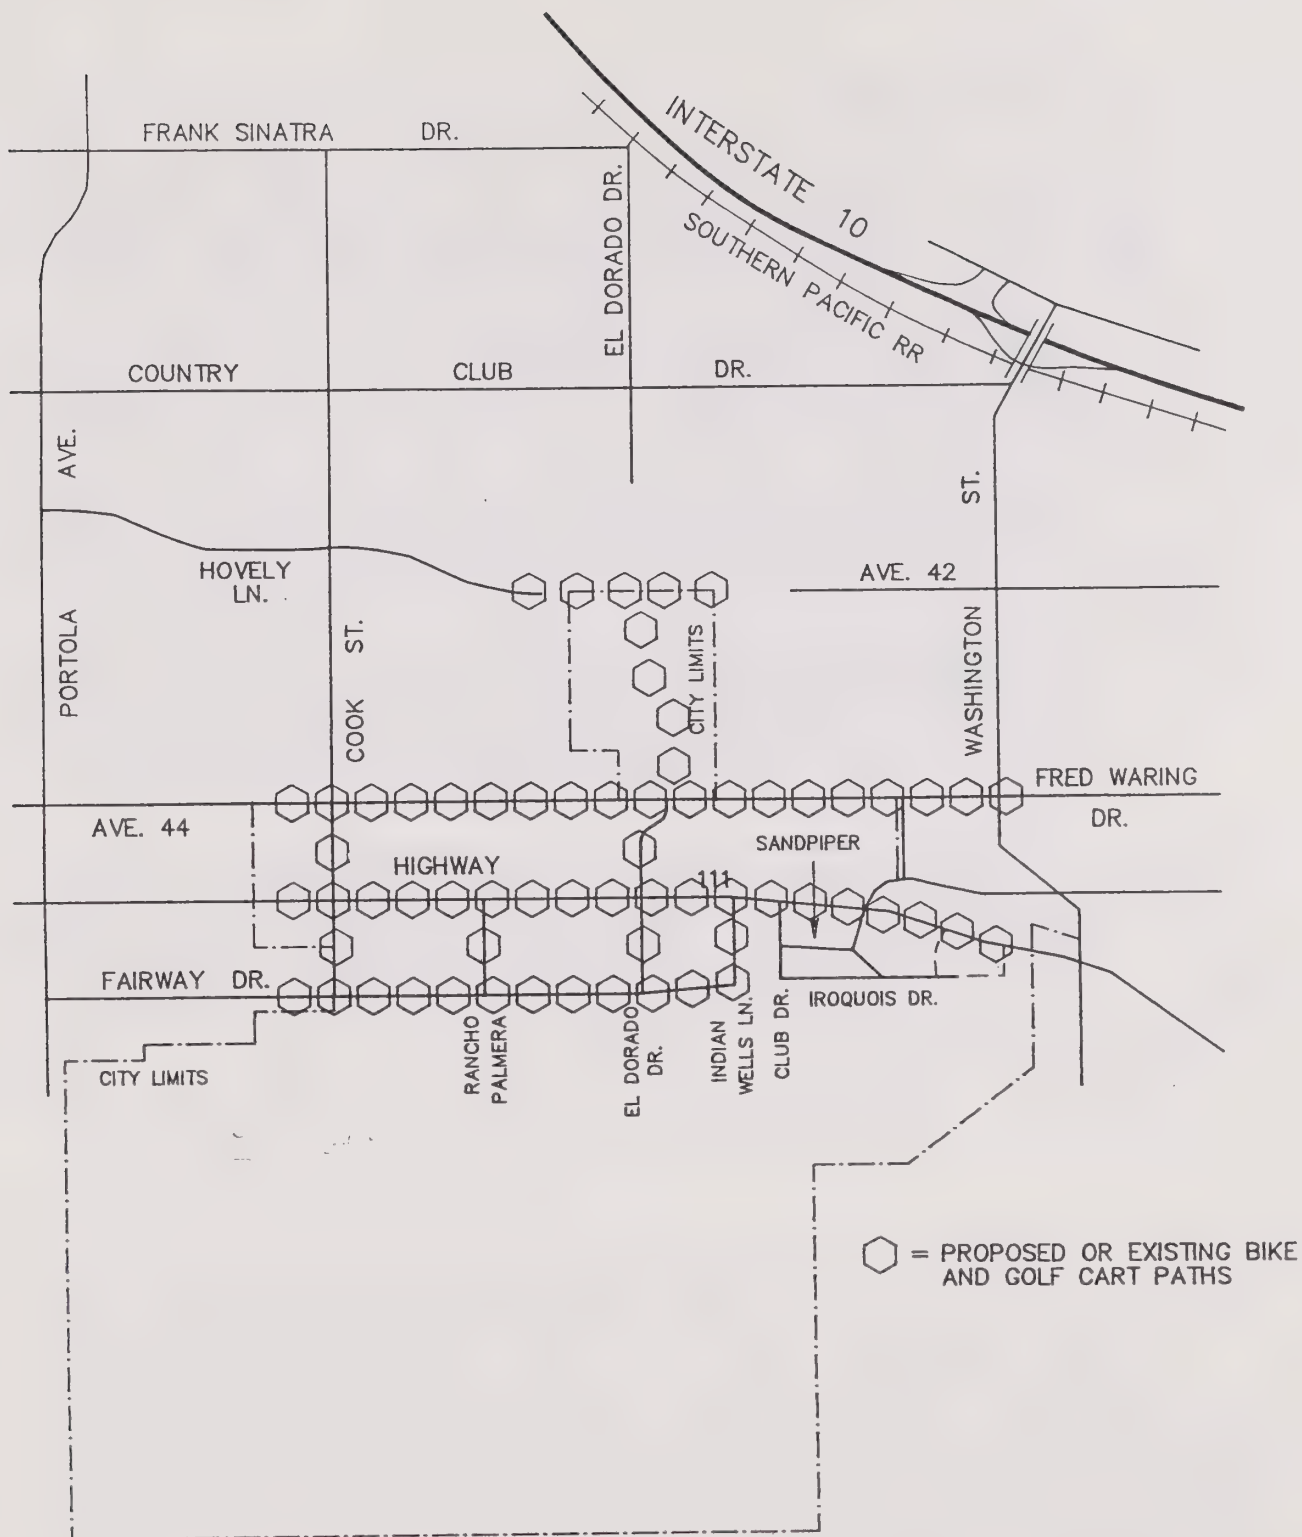 FRANK SINATRA DR.
INTERSTATE 10
EL DORADO DR.
SOUTHERN PACIFIC RR
COUNTRY CLUB DR.
AVE.
ST.
HOVELY
LN.
AVE. 42
PORTOLA
COOK ST.
CITY LIMITS
WASHINGTON
FRED WARING
DR.
AVE. 44
SANDPIPER
HIGHWAY 111
FAIRWAY DR.
IROQUOIS DR.
CITY LIMITS
RANCHO
PALMERA
EL DORADO
DR.
INDIAN
WELLS LN.
CLUB DR.
= PROPOSED OR EXISTING BIKE
AND GOLF CART PATHS